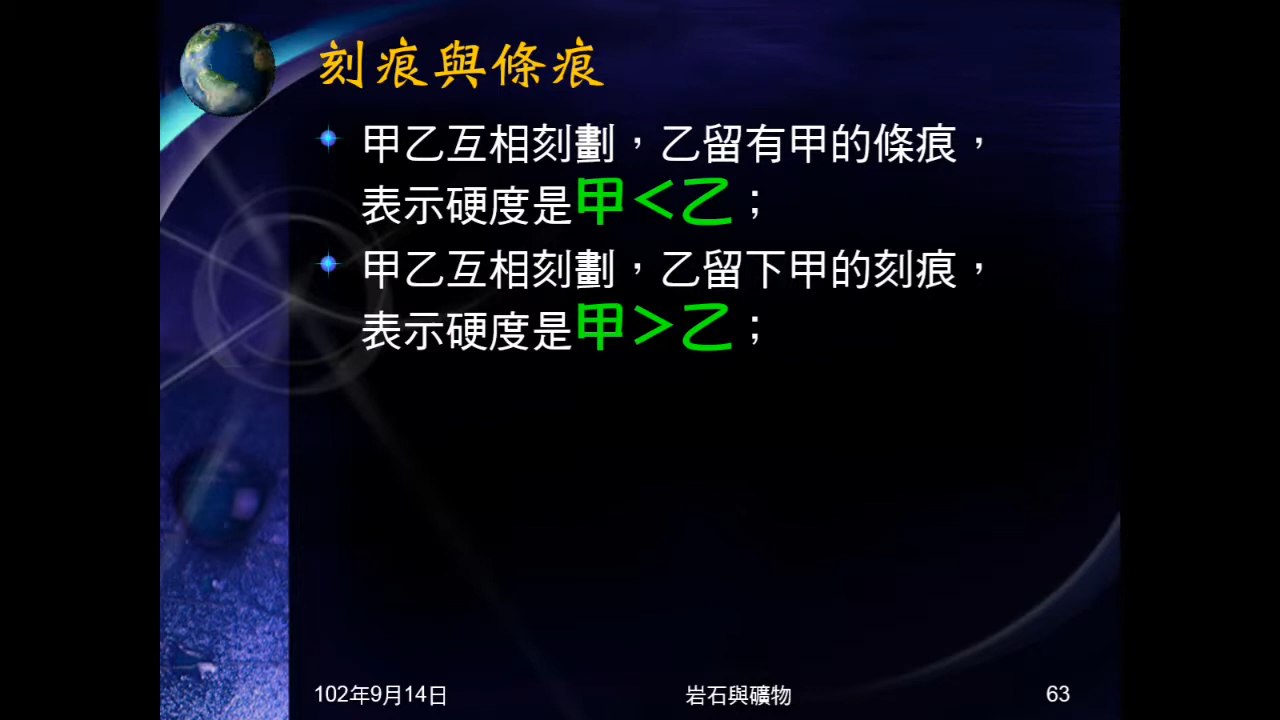 刻痕與條痕
甲乙互相刻劃，乙留有甲的條痕，
表示硬度是甲＜乙；
甲乙互相刻劃，乙留下甲的刻痕，
表示硬度是甲＞乙；
102年9月14日
岩石與礦物
63